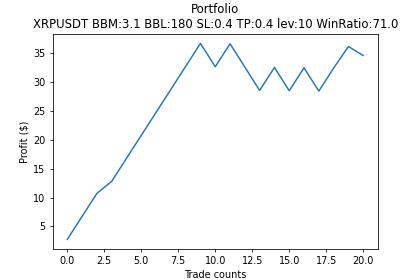 Portfolio
XRPUSDT BBM:3.1 BBL:180 SL:0.4 TP:0.4 lev:10 WinRatio:71.0
35
30
25
20
15
10
5
Profit ($)
0.0 2.5 5.0 7.5 10.0 12.5 15.0 17.5 20.0
Trade counts